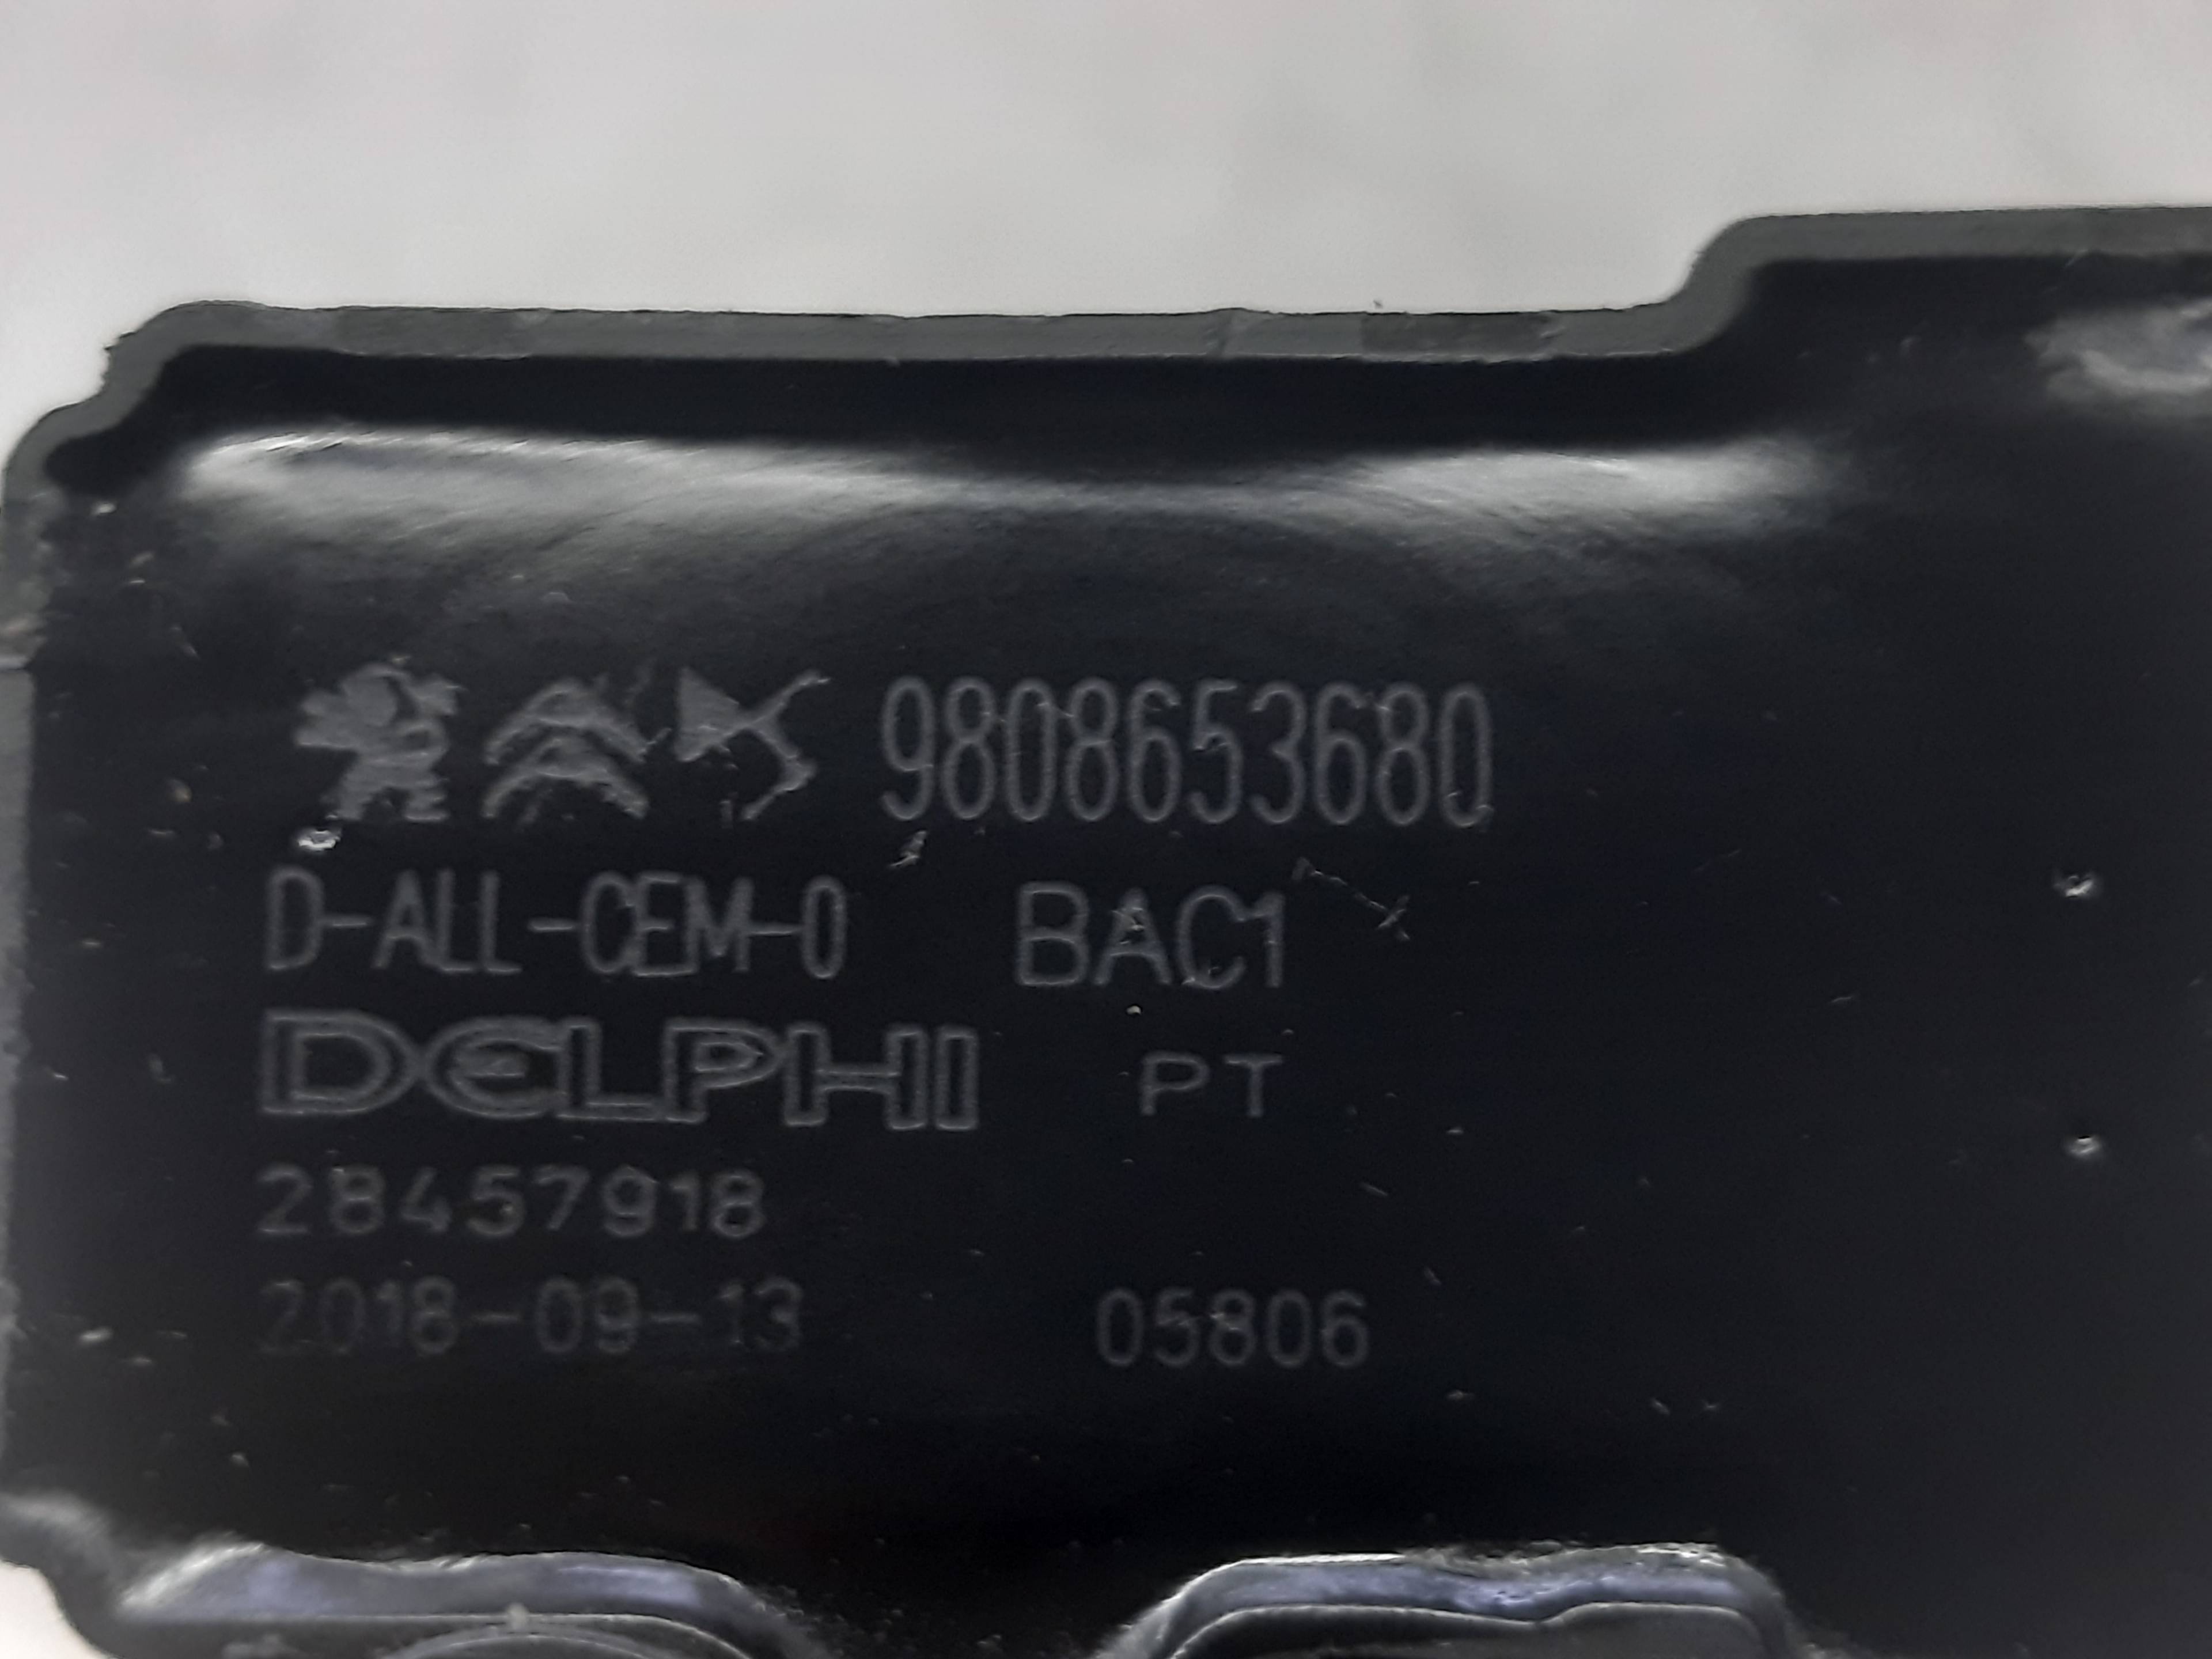 9808653680
D-ALL-CEM-0 BAC1
DELPHI PT
28457918
2018-09-13 05806